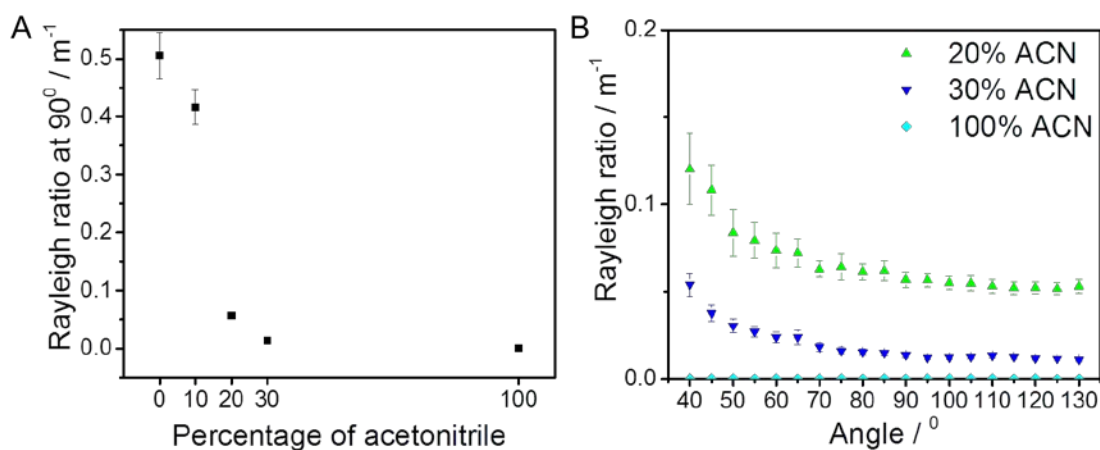 A
Rayleigh ratio at 90⁰ / m⁻¹
0.5
0.4
0.3
0.2
0.1
0.0
0 10 20 30 100
Percentage of acetonitrile
B
Rayleigh ratio / m⁻¹
0.2
0.1
0.0
20% ACN
30% ACN
100% ACN
40 50 60 70 80 90 100 110 120 130
Angle / ⁰